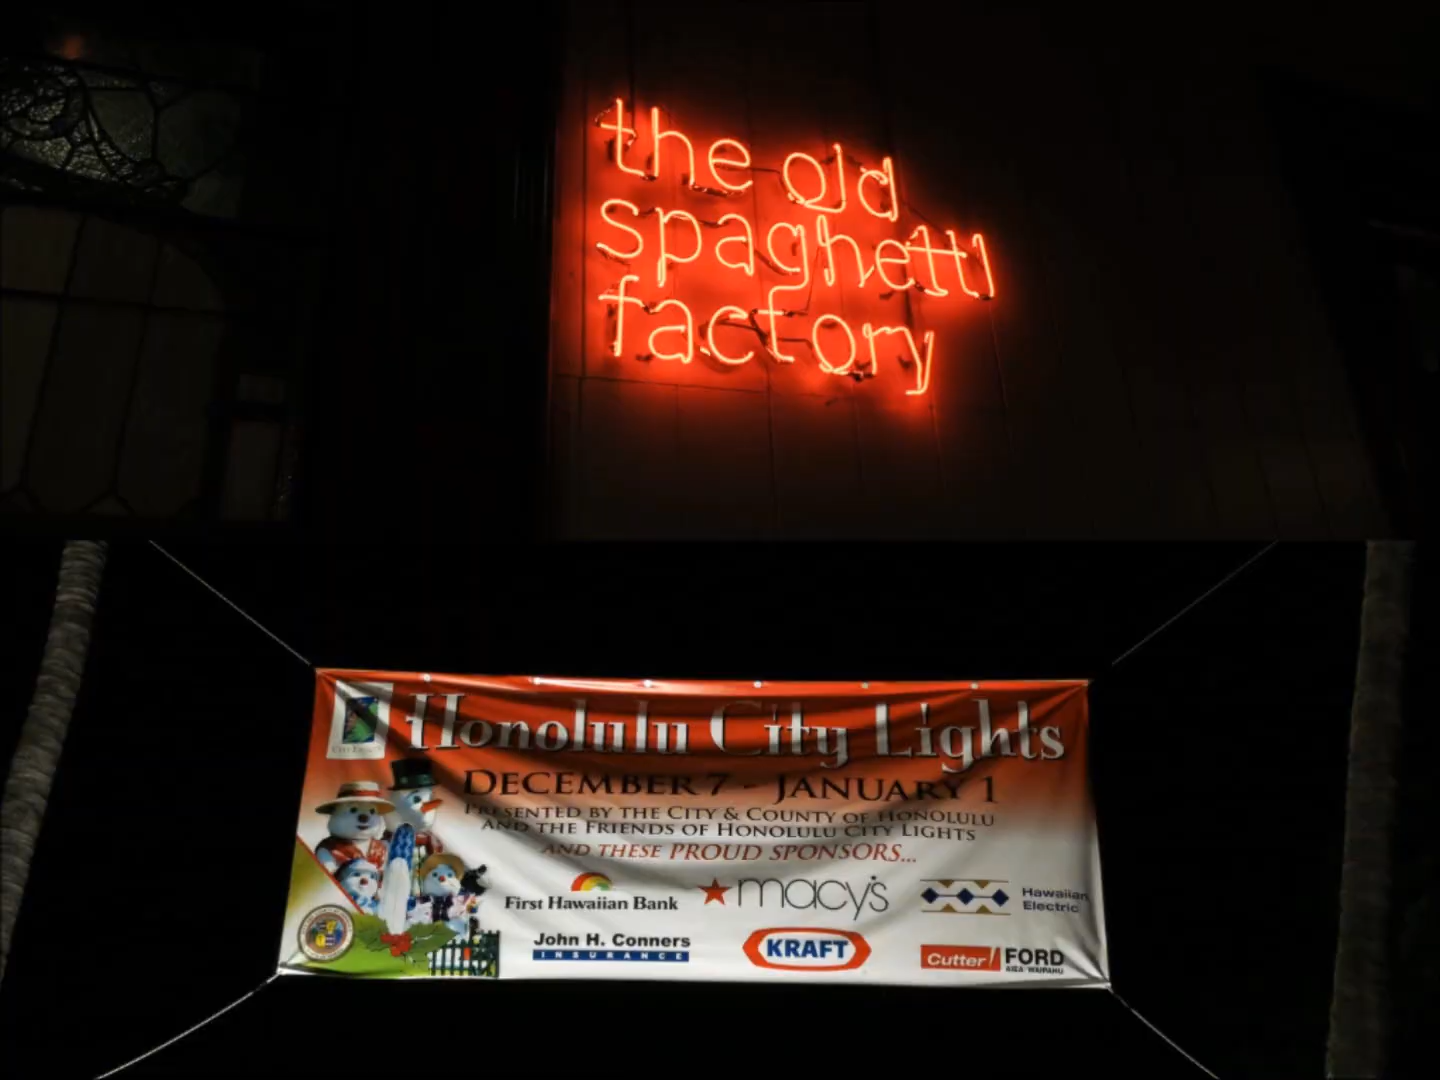 the old
spaghetti
factory
Honolulu City Lights
DECEMBER 7 - JANUARY 1
PRESENTED BY THE CITY & COUNTY OF HONOLULU
AND THE FRIENDS OF HONOLULU CITY LIGHTS
AND THESE PROUD SPONSORS...
First Hawaiian Bank
macy's
Hawaiian
Electric
John H. Conners
INSURANCE
KRAFT
Cutter FORD
AIEA WAIPAHU